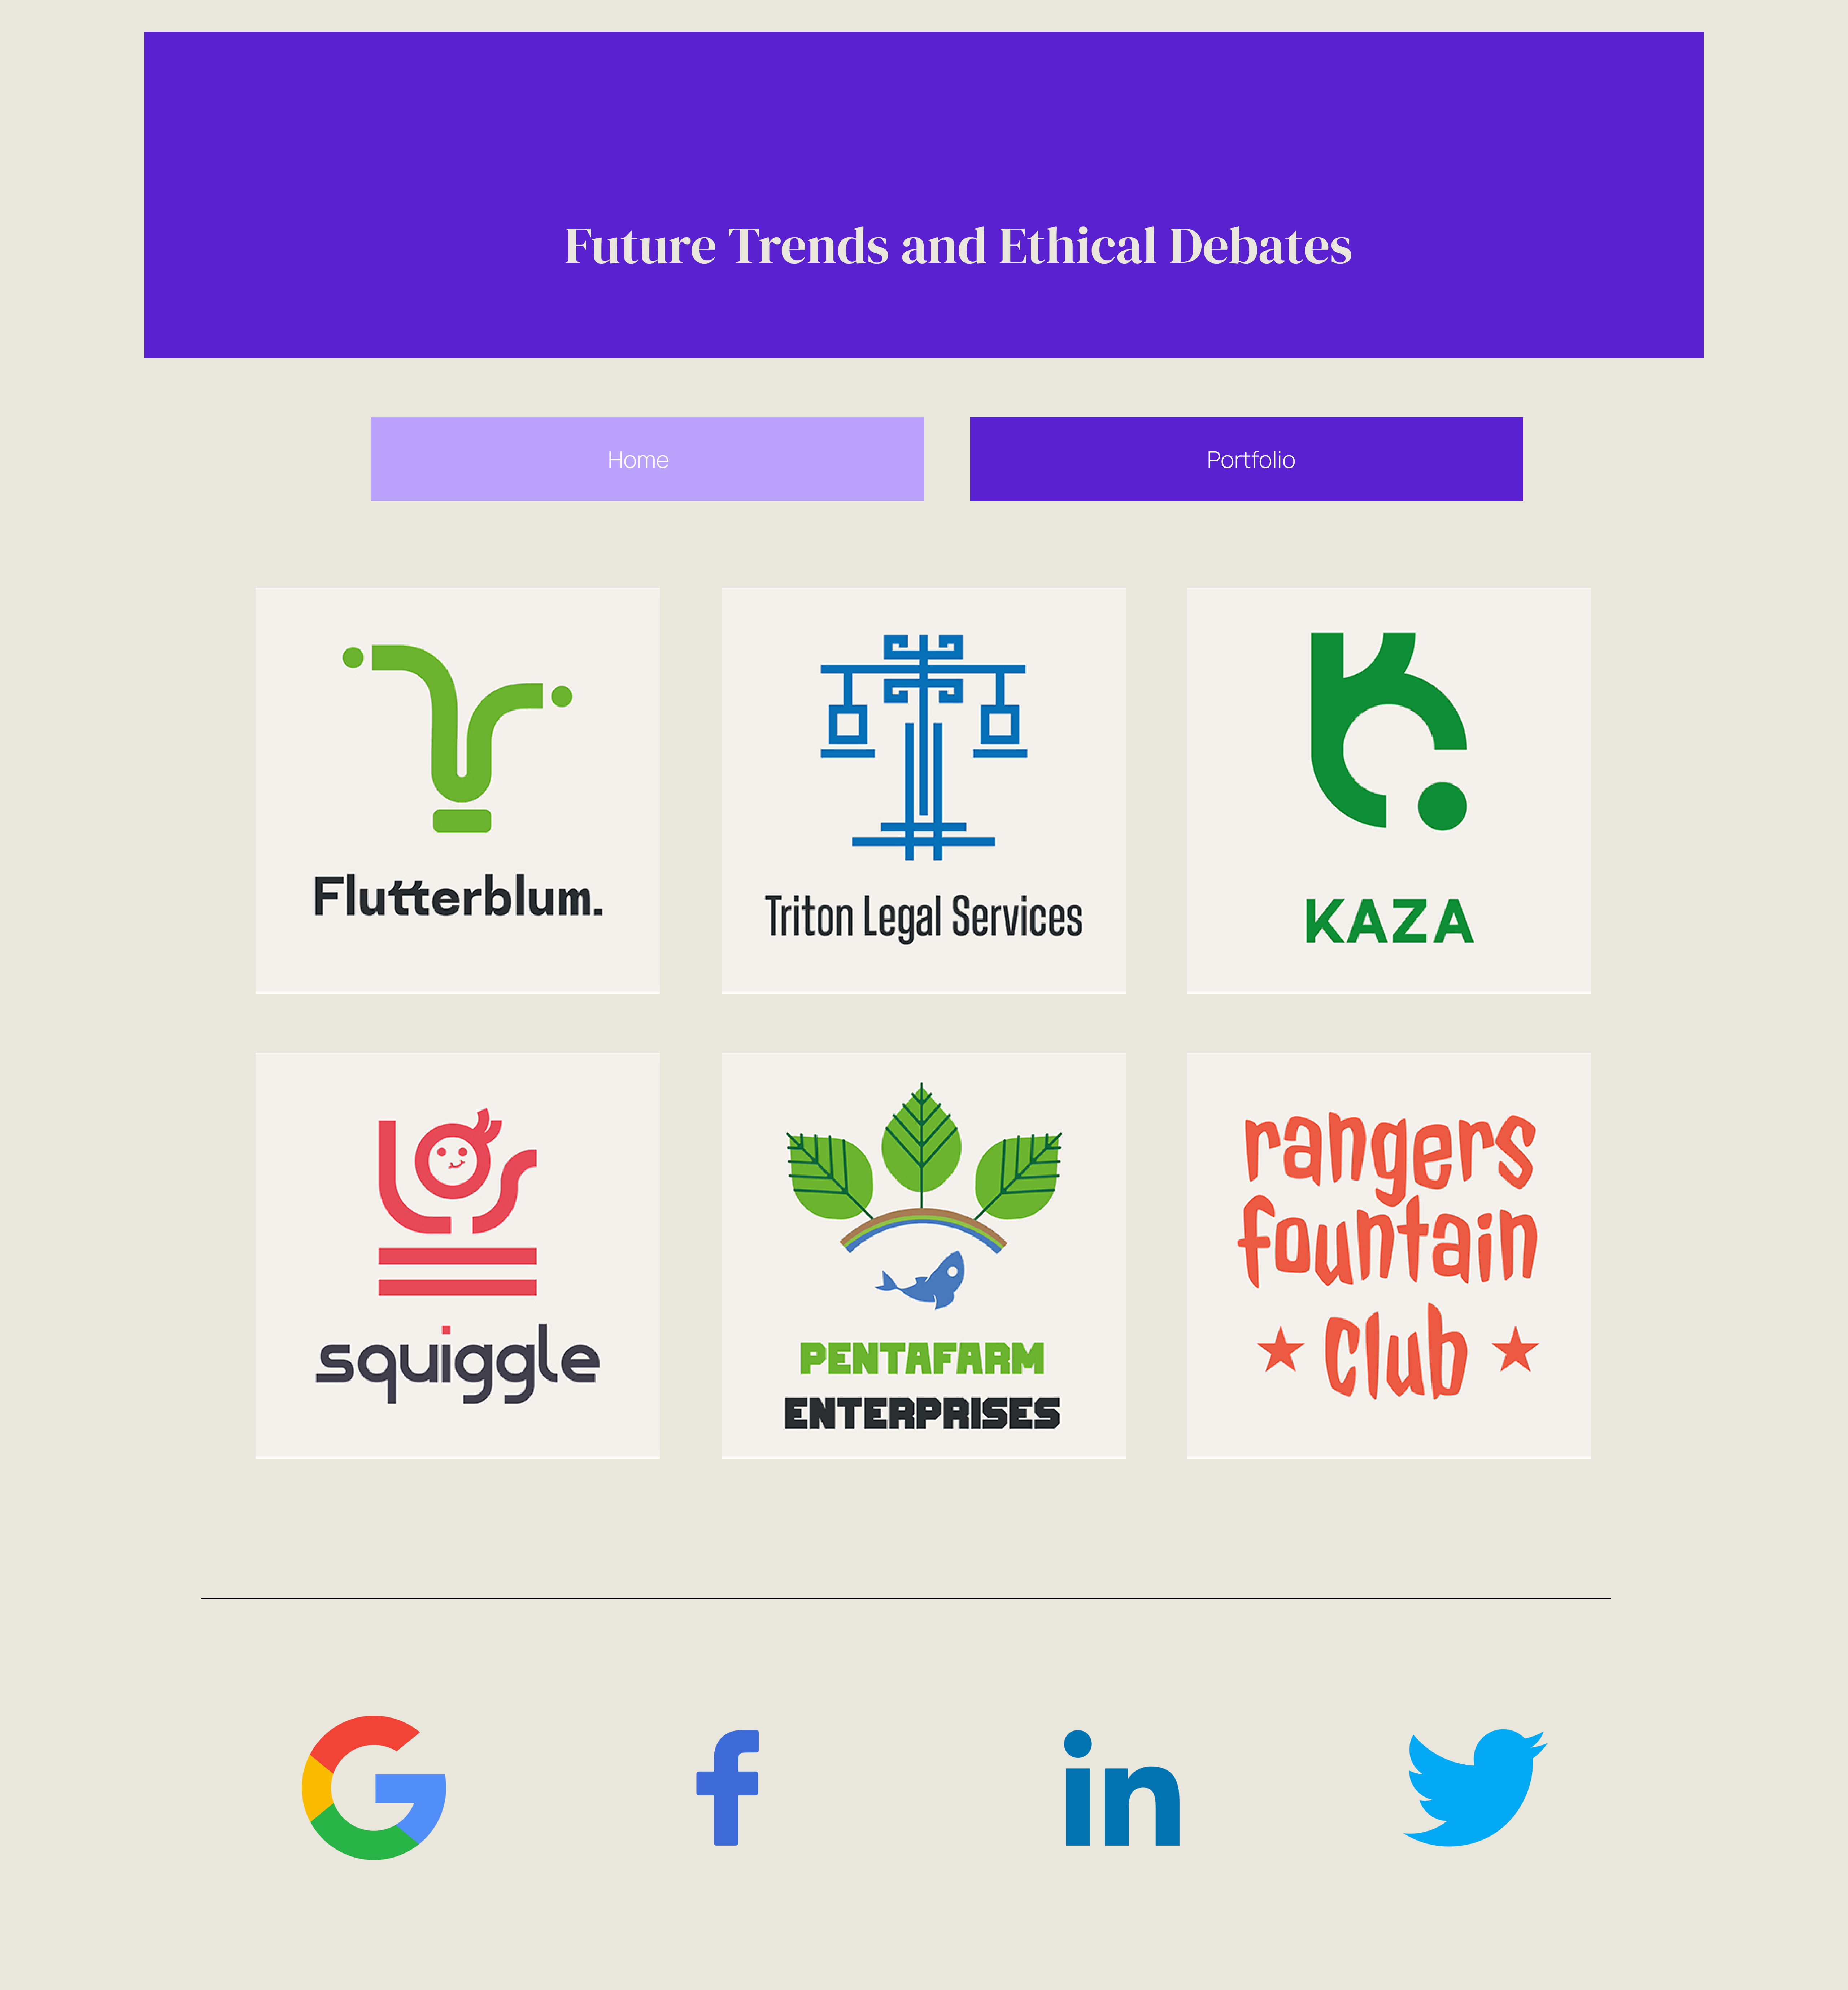 Future Trends and Ethical Debates
Home
Portfolio
Flutterblum.
Triton Legal Services
KAZA
squiggle
PENTAFARM
ENTERPRISES
rangers
fountain
club
in